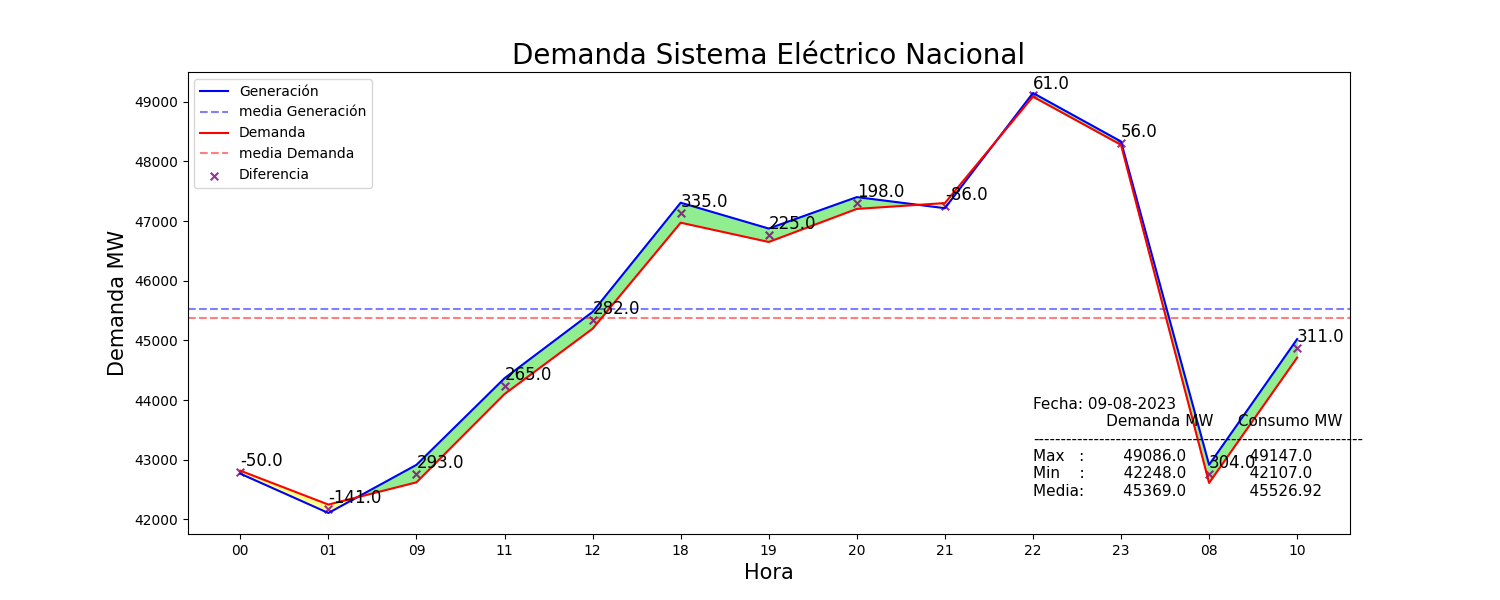 Demanda Sistema Eléctrico Nacional
Generación
media Generación
Demanda
media Demanda
Diferencia
Demanda MW
49000
48000
47000
46000
45000
44000
43000
42000
-50.0
-141.0
293.0
265.0
282.0
335.0
225.0
198.0
-86.0
61.0
56.0
304.0
311.0
Fecha: 09-08-2023
Demanda MW Consumo MW
--------------------------------------------------------
Max : 49086.0 49147.0
Min : 42248.0 42107.0
Media: 45369.0 45526.92
00 01 09 11 12 18 19 20 21 22 23 08 10
Hora